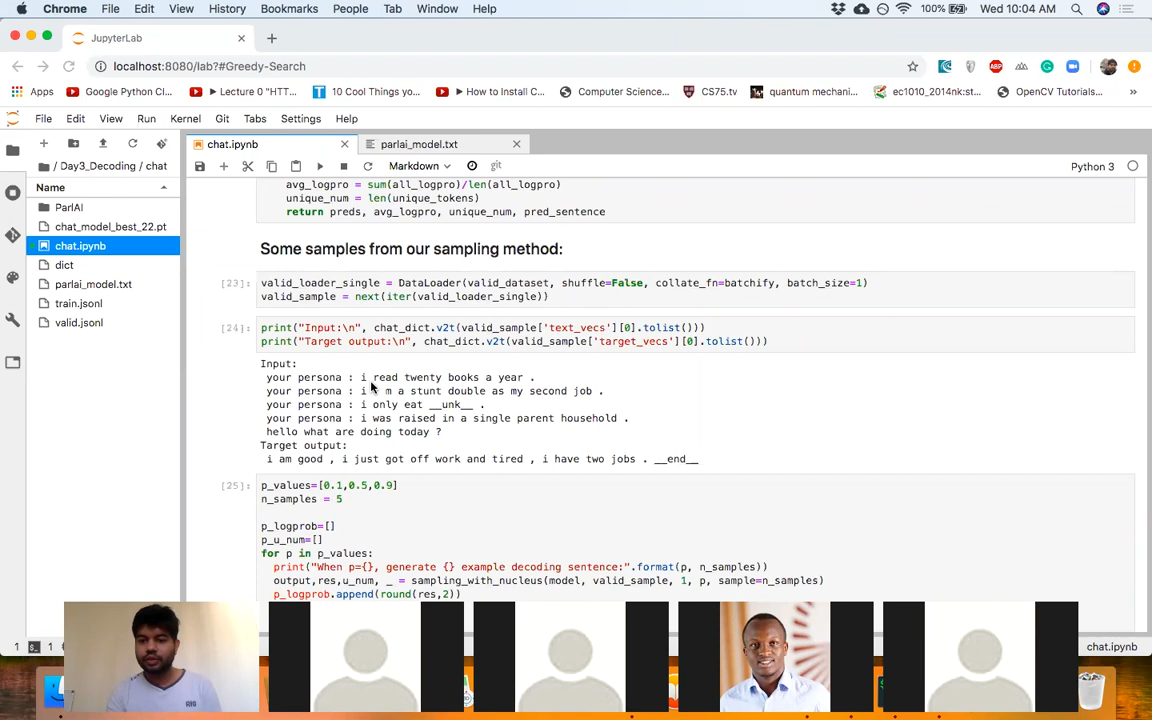 Chrome File Edit View History Bookmarks People Tab Window Help 100% Wed 10:04 AM
JupyterLab
localhost:8080/lab?#Greedy-Search
Apps Google Python Cl... Lecture 0 "HTT... 10 Cool Things yo... How to Install C... Computer Science... CS75.tv quantum mechani... ec1010_2014nk:st... OpenCV Tutorials...
File Edit View Run Kernel Git Tabs Settings Help
chat.ipynb parlai_model.txt
Markdown git Python 3
/Day3_Decoding / chat
Name
ParlAI
chat_model_best_22.pt
chat.ipynb
dict
parlai_model.txt
train.jsonl
valid.jsonl
avg_logpro = sum(all_logpro)/len(all_logpro)
unique_num = len(unique_tokens)
return preds, avg_logpro, unique_num, pred_sentence
Some samples from our sampling method:
[23]: valid_loader_single = DataLoader(valid_dataset, shuffle=False, collate_fn=batchify, batch_size=1)
valid_sample = next(iter(valid_loader_single))
[24]: print("Input:\n", chat_dict.v2t(valid_sample['text_vecs'][0].tolist()))
print("Target output:\n", chat_dict.v2t(valid_sample['target_vecs'][0].tolist()))
Input:
your persona : i read twenty books a year .
your persona : i ' m a stunt double as my second job .
your persona : i only eat __unk__ .
your persona : i was raised in a single parent household .
hello what are doing today ?
Target output:
i am good , i just got off work and tired , i have two jobs . __end__
[25]: p_values=[0.1,0.5,0.9]
n_samples = 5
p_logprob=[]
p_u_num=[]
for p in p_values:
print("When p={}, generate {} example decoding sentence:".format(p, n_samples))
output,res,u_num, _ = sampling_with_nucleus(model, valid_sample, 1, p, sample=n_samples)
p_logprob.append(round(res,2))
1 1 chat.ipynb